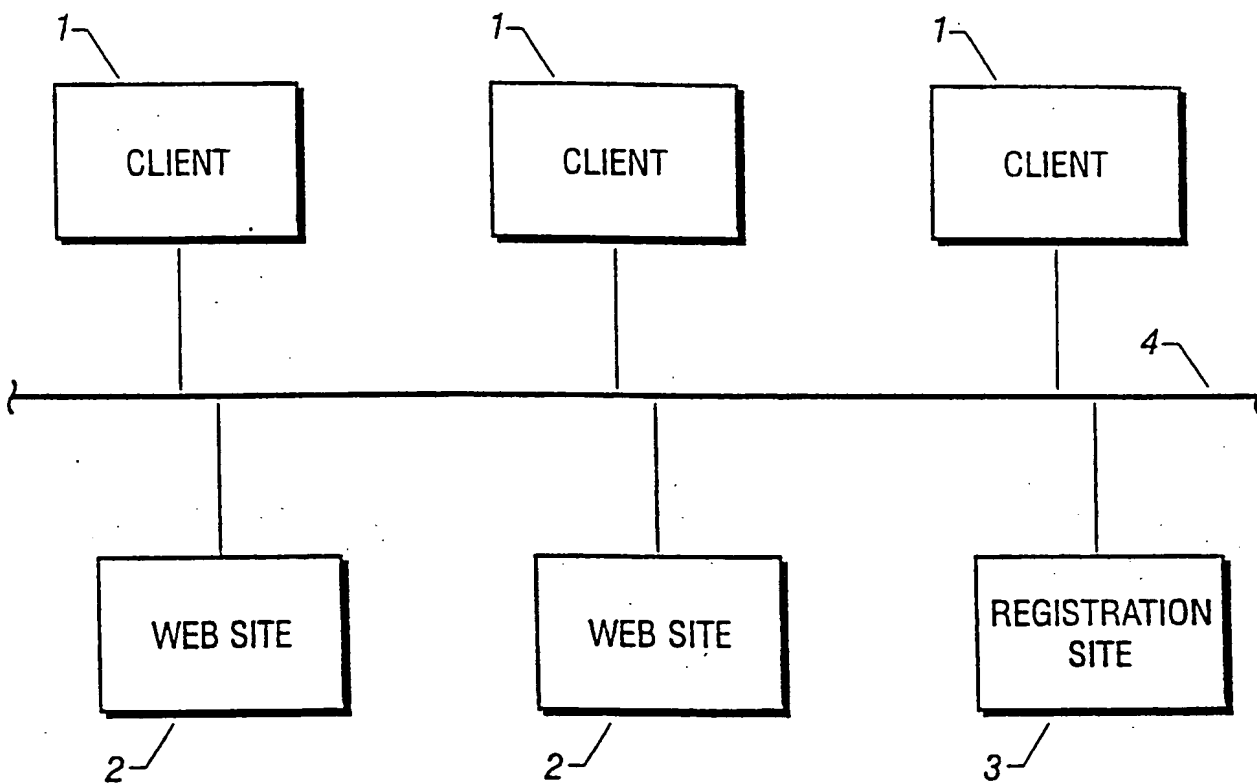 1
1
1
CLIENT
CLIENT
CLIENT
4
WEB SITE
WEB SITE
REGISTRATION
SITE
2
2
3